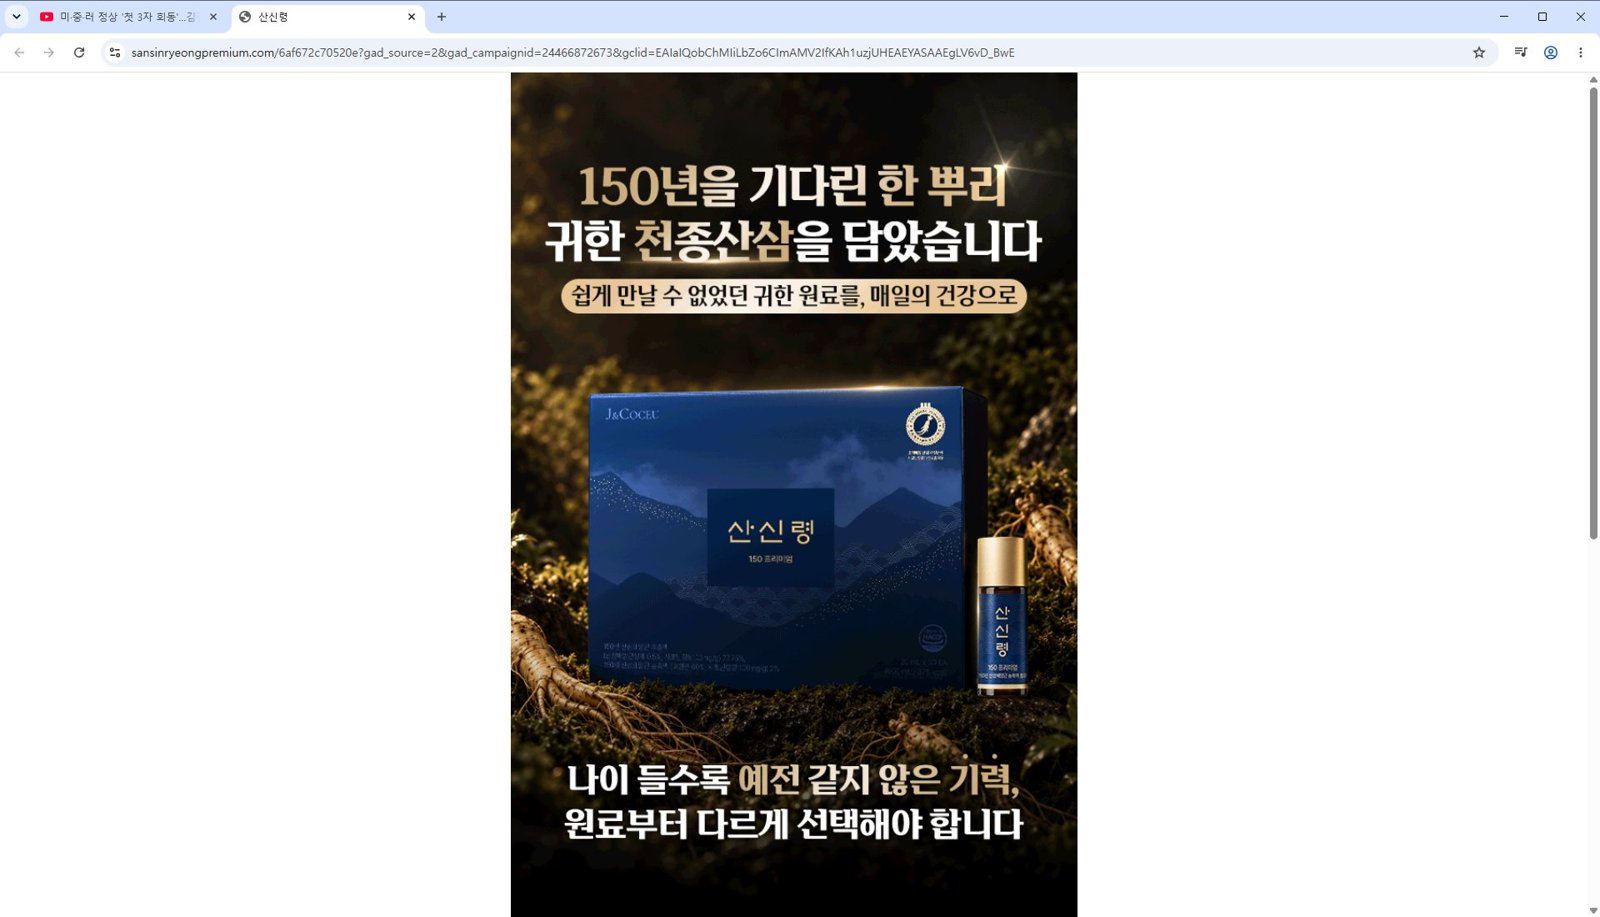 미·중·러 정상 '첫 3자 회동'...김
산신령
sansinryeongpremium.com/6af672c70520e?gad_source=2&gad_campaignid=24466872673&gclid=EAIaIQobChMIiLbZo6CImAMV2IfKAh1uzjUHEAEYASAAEgLV6vD_BwE
150년을 기다린 한 뿌리
귀한 천종산삼을 담았습니다
쉽게 만날 수 없었던 귀한 원료를, 매일의 건강으로
J&COCEU
산신령
150 프리미엄
HACCP
산
신
령
150 프리미엄
나이 들수록 예전 같지 않은 기력,
원료부터 다르게 선택해야 합니다